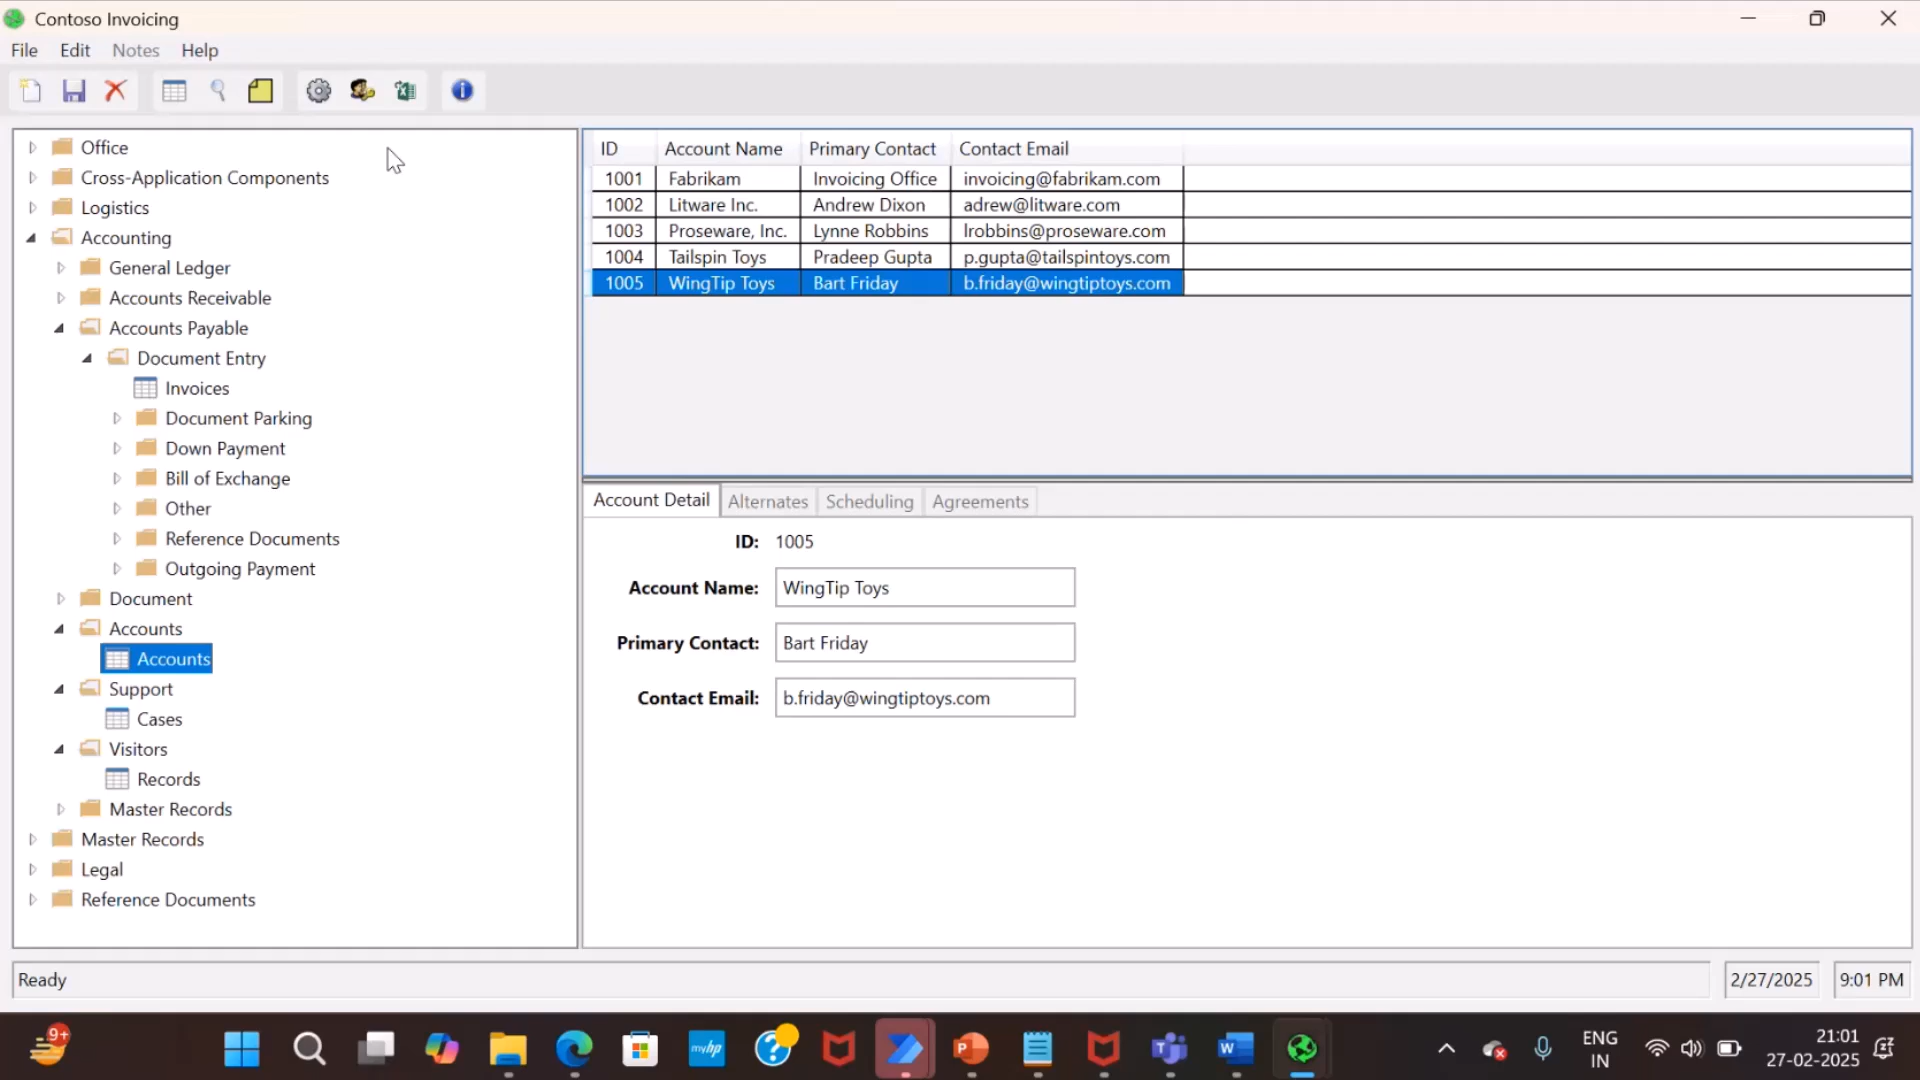 Contoso Invoicing
File Edit Notes Help
Office
Cross-Application Components
Logistics
Accounting
General Ledger
Accounts Receivable
Accounts Payable
Document Entry
Invoices
Document Parking
Down Payment
Bill of Exchange
Other
Reference Documents
Outgoing Payment
Document
Accounts
Accounts
Support
Cases
Visitors
Records
Master Records
Master Records
Legal
Reference Documents
ID Account Name Primary Contact Contact Email
1001 Fabrikam Invoicing Office invoicing@fabrikam.com
1002 Litware Inc. Andrew Dixon adrew@litware.com
1003 Proseware, Inc. Lynne Robbins lrobbins@proseware.com
1004 Tailspin Toys Pradeep Gupta p.gupta@tailspintoys.com
1005 WingTip Toys Bart Friday b.friday@wingtiptoys.com
Account Detail Alternates Scheduling Agreements
ID: 1005
Account Name: WingTip Toys
Primary Contact: Bart Friday
Contact Email: b.friday@wingtiptoys.com
Ready 2/27/2025 9:01 PM
9+
myhp
ENG
IN
21:01
27-02-2025